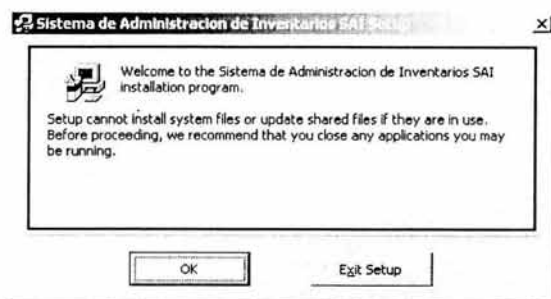 Sistema de Administracion de Inventarios SAI Setup
Welcome to the Sistema de Administracion de Inventarios SAI
installation program.
Setup cannot install system files or update shared files if they are in use.
Before proceeding, we recommend that you close any applications you may
be running.
OK
Exit Setup